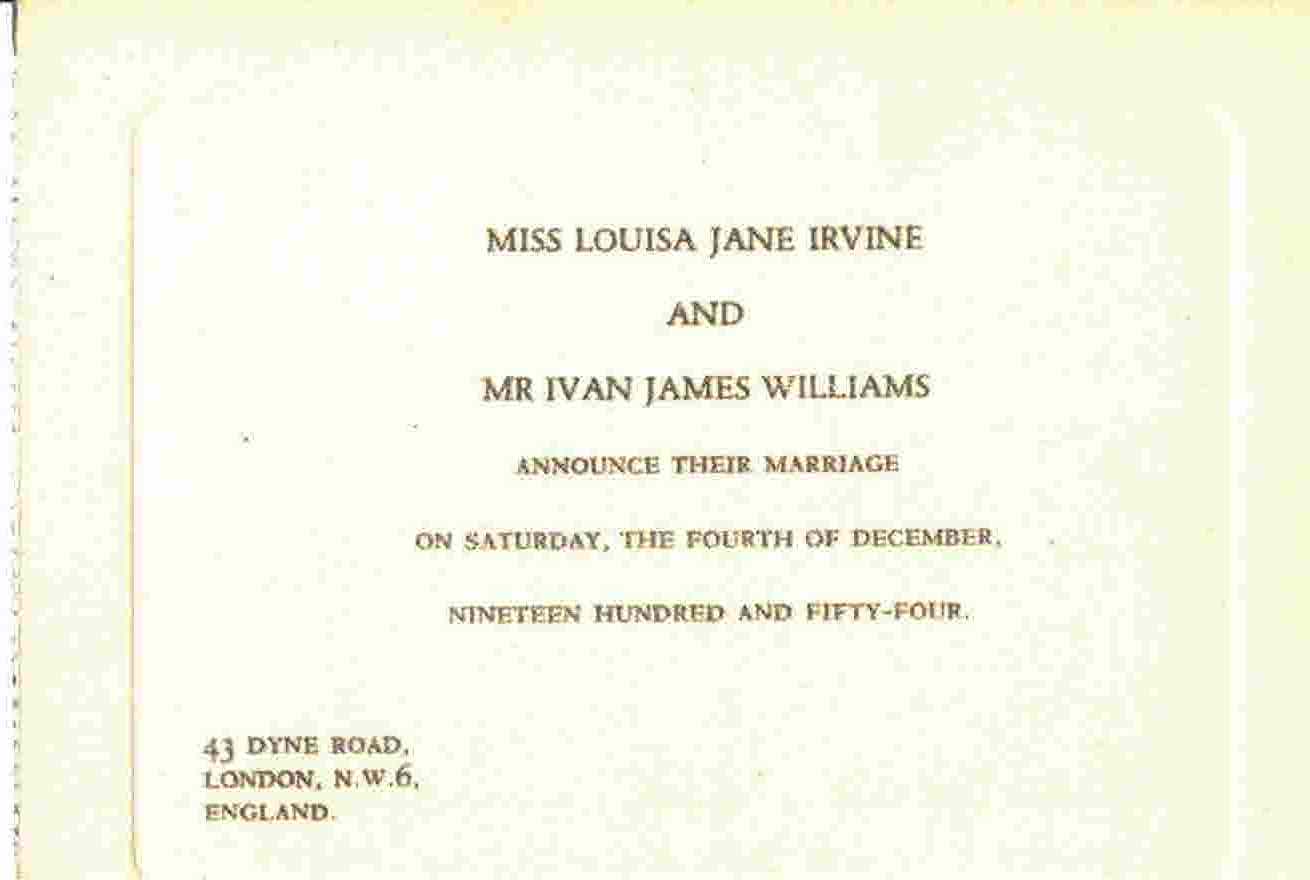 MISS LOUISA JANE IRVINE
AND
MR IVAN JAMES WILLIAMS
ANNOUNCE THEIR MARRIAGE
ON SATURDAY, THE FOURTH OF DECEMBER,
NINETEEN HUNDRED AND FIFTY-FOUR.
43 DYNE ROAD,
LONDON, N.W.6,
ENGLAND.